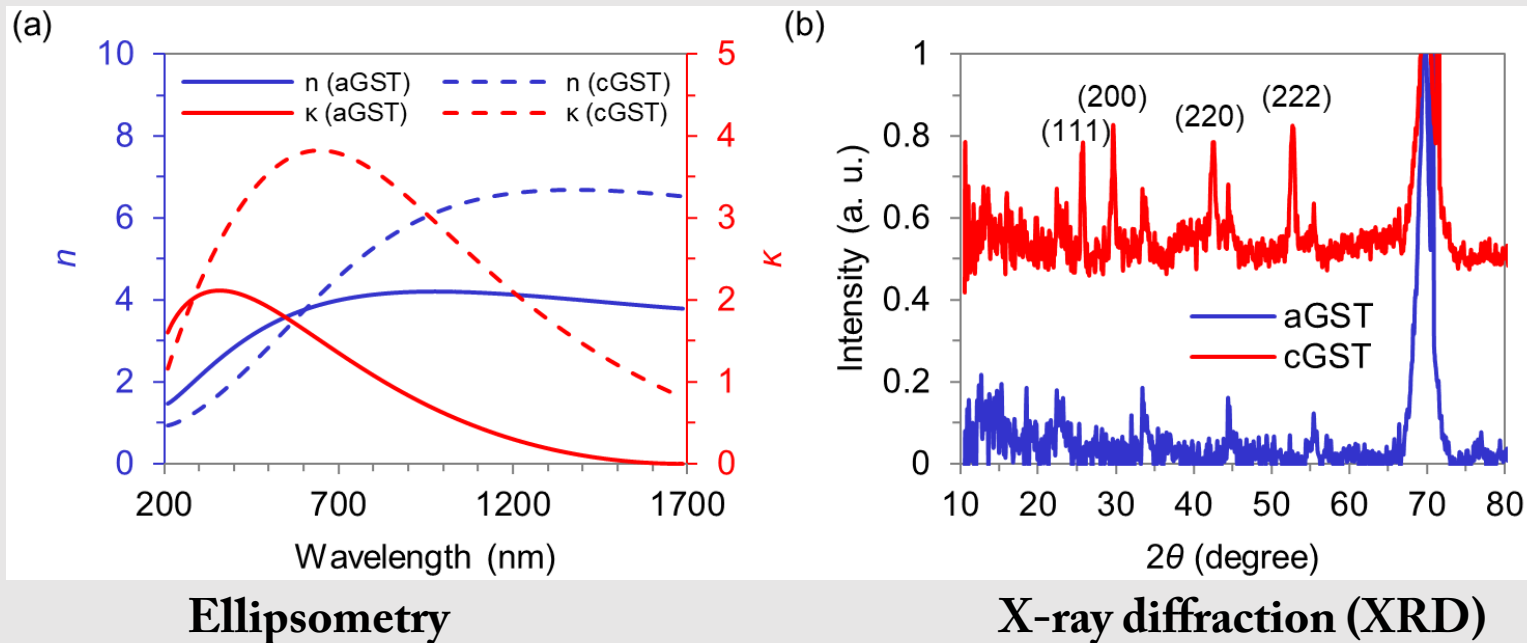 (a)
10
8
6
4
2
0
n
5
4
3
2
1
0
κ
n (aGST)
n (cGST)
κ (aGST)
κ (cGST)
200
700
1200
1700
Wavelength (nm)
Ellipsometry
(b)
1
0.8
0.6
0.4
0.2
0
Intensity (a. u.)
(200)
(111)
(220)
(222)
aGST
cGST
10
20
30
40
50
60
70
80
2θ (degree)
X-ray diffraction (XRD)